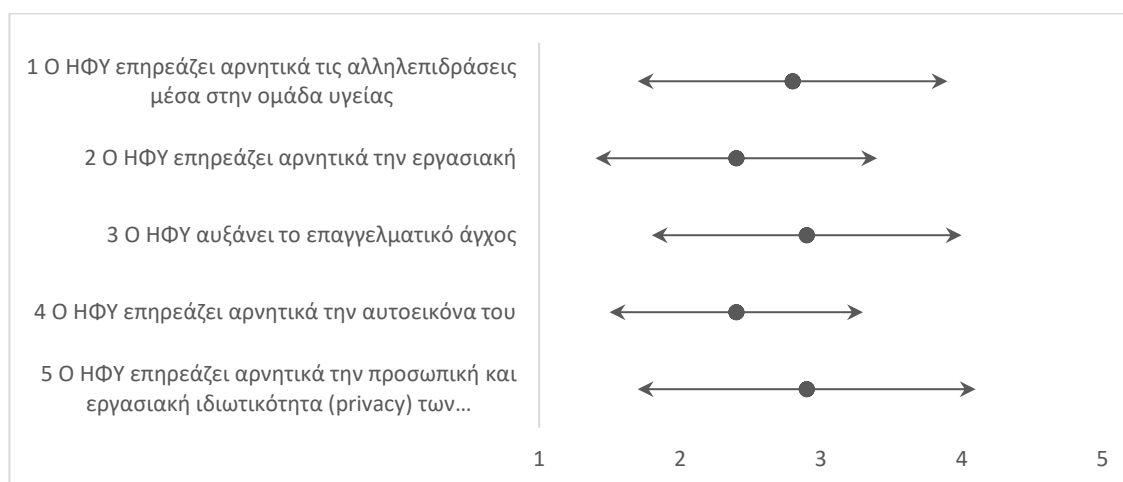 1 Ο ΗΦΥ επηρεάζει αρνητικά τις αλληλεπιδράσεις
μέσα στην ομάδα υγείας
2 Ο ΗΦΥ επηρεάζει αρνητικά την εργασιακή
3 Ο ΗΦΥ αυξάνει το επαγγελματικό άγχος
4 Ο ΗΦΥ επηρεάζει αρνητικά την αυτοεικόνα του
5 Ο ΗΦΥ επηρεάζει αρνητικά την προσωπική και
εργασιακή ιδιωτικότητα (privacy) των…
1 2 3 4 5